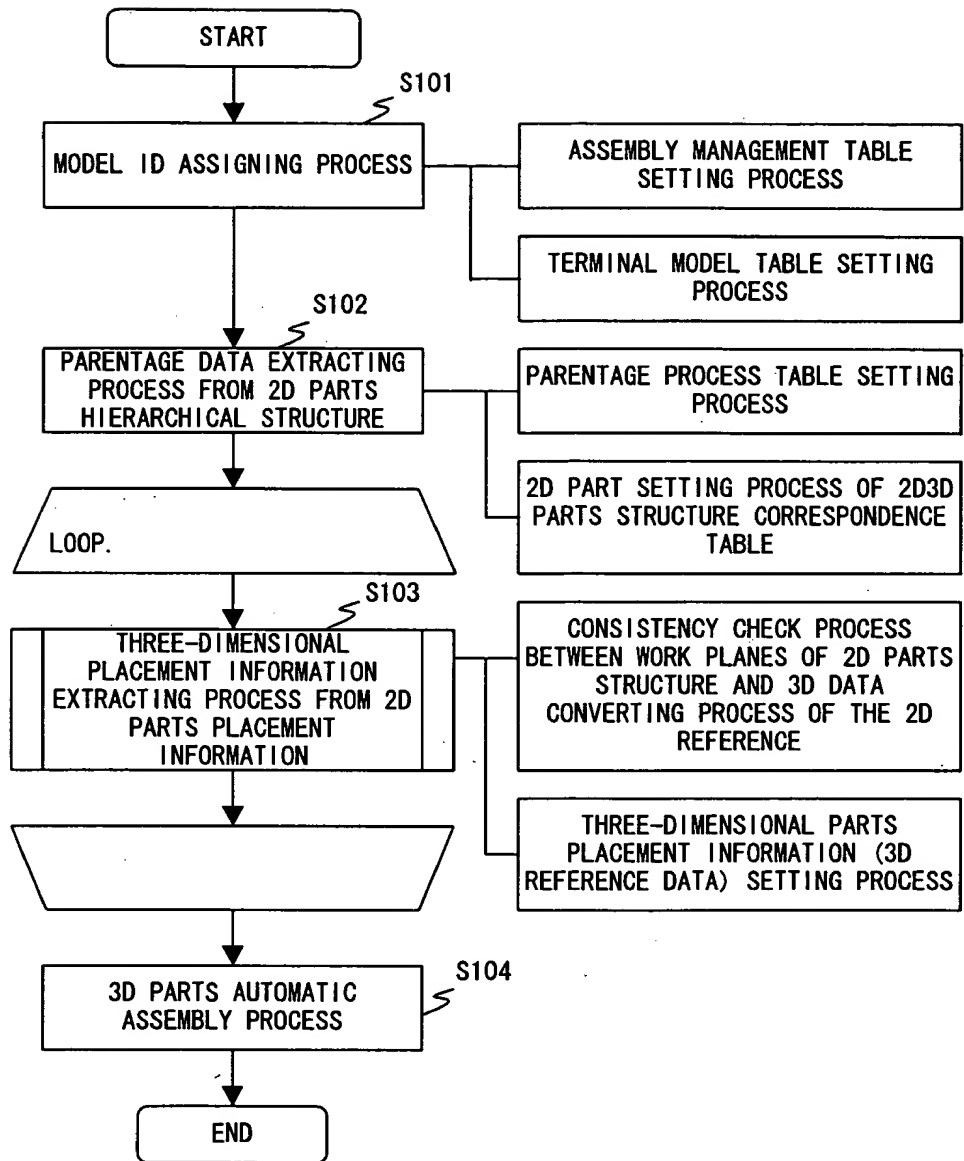 START
S101
MODEL ID ASSIGNING PROCESS
ASSEMBLY MANAGEMENT TABLE
SETTING PROCESS
TERMINAL MODEL TABLE SETTING
PROCESS
S102
PARENTAGE DATA EXTRACTING
PROCESS FROM 2D PARTS
HIERARCHICAL STRUCTURE
PARENTAGE PROCESS TABLE SETTING
PROCESS
2D PART SETTING PROCESS OF 2D3D
PARTS STRUCTURE CORRESPONDENCE
TABLE
LOOP.
S103
THREE-DIMENSIONAL
PLACEMENT INFORMATION
EXTRACTING PROCESS FROM 2D
PARTS PLACEMENT
INFORMATION
CONSISTENCY CHECK PROCESS
BETWEEN WORK PLANES OF 2D PARTS
STRUCTURE AND 3D DATA
CONVERTING PROCESS OF THE 2D
REFERENCE
THREE-DIMENSIONAL PARTS
PLACEMENT INFORMATION (3D
REFERENCE DATA) SETTING PROCESS
S104
3D PARTS AUTOMATIC
ASSEMBLY PROCESS
END